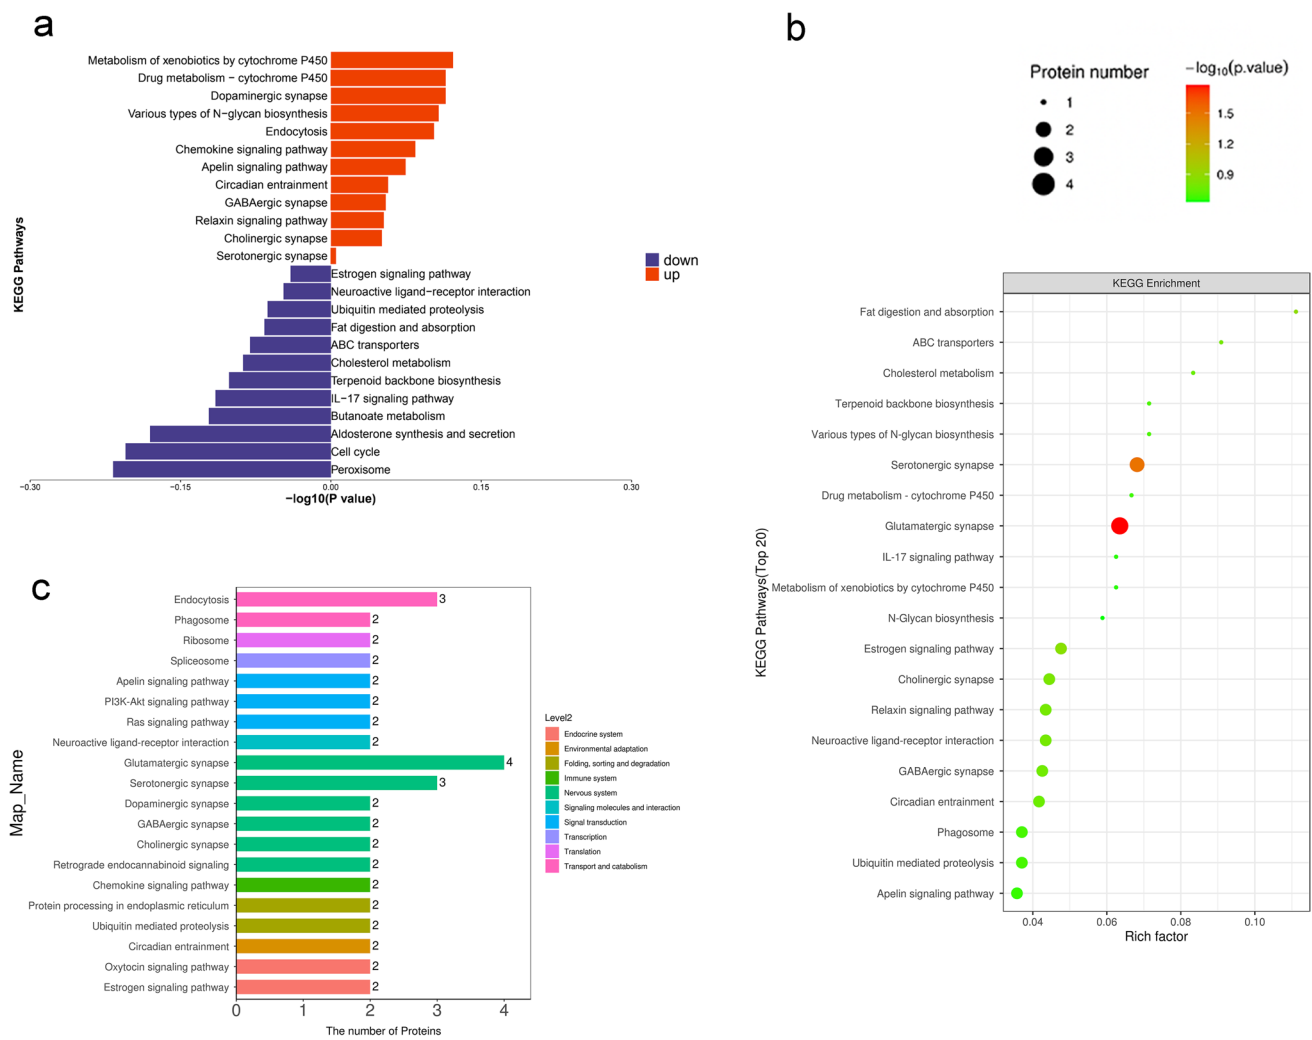 a
Metabolism of xenobiotics by cytochrome P450
Drug metabolism − cytochrome P450
Dopaminergic synapse
Various types of N−glycan biosynthesis
Endocytosis
Chemokine signaling pathway
Apelin signaling pathway
Circadian entrainment
GABAergic synapse
Relaxin signaling pathway
Cholinergic synapse
Serotonergic synapse
Estrogen signaling pathway
Neuroactive ligand−receptor interaction
Ubiquitin mediated proteolysis
Fat digestion and absorption
ABC transporters
Cholesterol metabolism
Terpenoid backbone biosynthesis
IL−17 signaling pathway
Butanoate metabolism
Aldosterone synthesis and secretion
Cell cycle
Peroxisome
KEGG Pathways
−0.30 −0.15 0.00 0.15 0.30
−log10(P value)
down
up
b
Protein number
1
2
3
4
−log10(p.value)
1.5
1.2
0.9
KEGG Enrichment
Fat digestion and absorption
ABC transporters
Cholesterol metabolism
Terpenoid backbone biosynthesis
Various types of N-glycan biosynthesis
Serotonergic synapse
Drug metabolism - cytochrome P450
Glutamatergic synapse
IL-17 signaling pathway
Metabolism of xenobiotics by cytochrome P450
N-Glycan biosynthesis
Estrogen signaling pathway
Cholinergic synapse
Relaxin signaling pathway
Neuroactive ligand-receptor interaction
GABAergic synapse
Circadian entrainment
Phagosome
Ubiquitin mediated proteolysis
Apelin signaling pathway
KEGG Pathways(Top 20)
0.04 0.06 0.08 0.10
Rich factor
c
Endocytosis 3
Phagosome 2
Ribosome 2
Spliceosome 2
Apelin signaling pathway 2
PI3K-Akt signaling pathway 2
Ras signaling pathway 2
Neuroactive ligand-receptor interaction 2
Glutamatergic synapse 4
Serotonergic synapse 3
Dopaminergic synapse 2
GABAergic synapse 2
Cholinergic synapse 2
Retrograde endocannabinoid signaling 2
Chemokine signaling pathway 2
Protein processing in endoplasmic reticulum 2
Ubiquitin mediated proteolysis 2
Circadian entrainment 2
Oxytocin signaling pathway 2
Estrogen signaling pathway 2
Map_Name
0 1 2 3 4
The number of Proteins
Level2
Endocrine system
Environmental adaptation
Folding, sorting and degradation
Immune system
Nervous system
Signaling molecules and interaction
Signal transduction
Transcription
Translation
Transport and catabolism